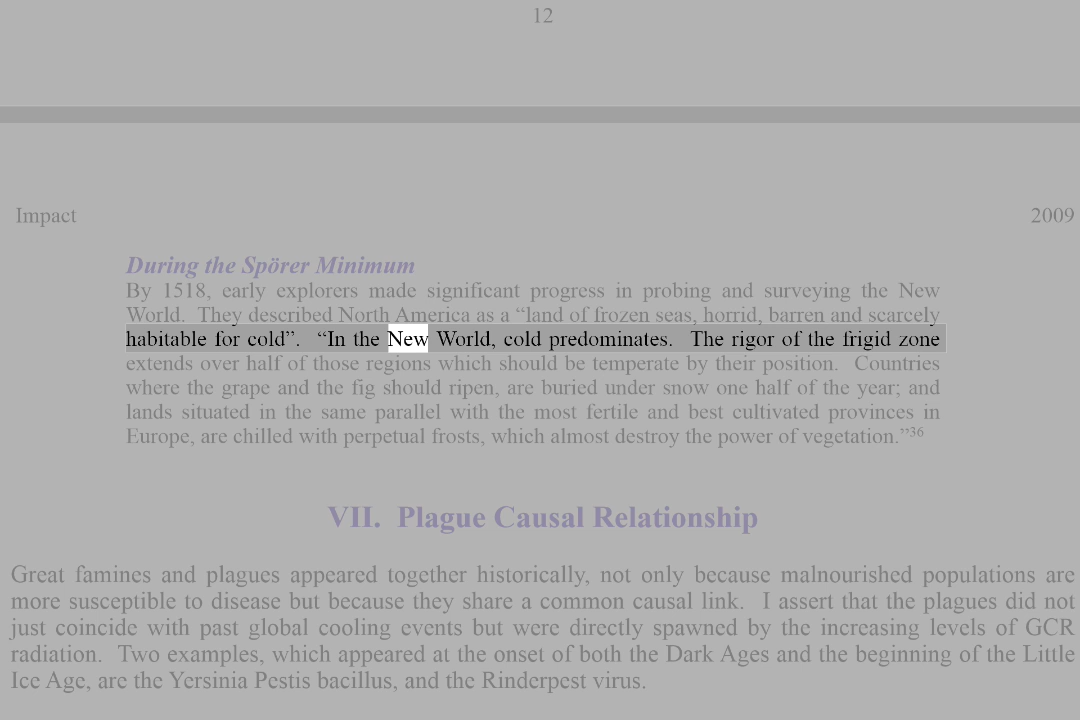 12
Impact 2009
During the Spörer Minimum
By 1518, early explorers made significant progress in probing and surveying the New
World. They described North America as a “land of frozen seas, horrid, barren and scarcely
habitable for cold”. “In the New World, cold predominates. The rigor of the frigid zone
extends over half of those regions which should be temperate by their position. Countries
where the grape and the fig should ripen, are buried under snow one half of the year; and
lands situated in the same parallel with the most fertile and best cultivated provinces in
Europe, are chilled with perpetual frosts, which almost destroy the power of vegetation.”36
VII. Plague Causal Relationship
Great famines and plagues appeared together historically, not only because malnourished populations are
more susceptible to disease but because they share a common causal link. I assert that the plagues did not
just coincide with past global cooling events but were directly spawned by the increasing levels of GCR
radiation. Two examples, which appeared at the onset of both the Dark Ages and the beginning of the Little
Ice Age, are the Yersinia Pestis bacillus, and the Rinderpest virus.